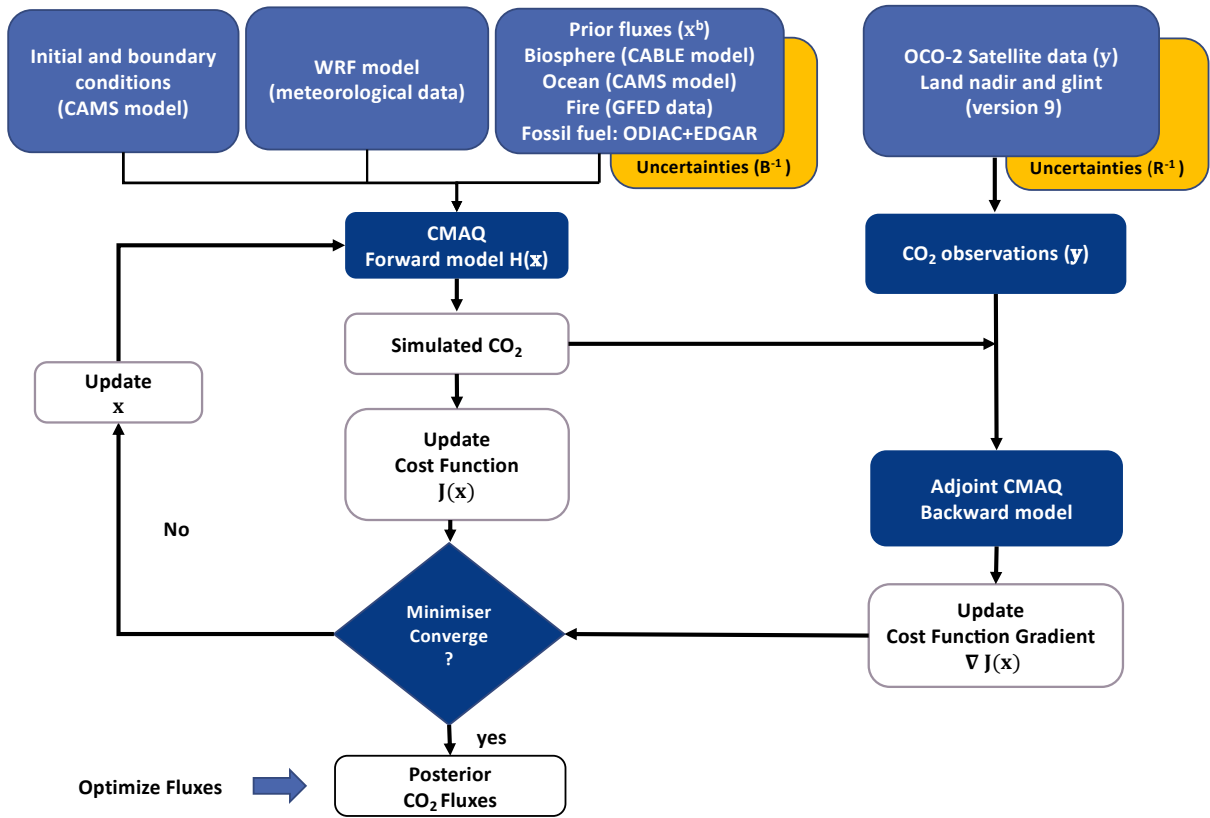 Initial and boundary
conditions
(CAMS model)
WRF model
(meteorological data)
Prior fluxes (xᵇ)
Biosphere (CABLE model)
Ocean (CAMS model)
Fire (GFED data)
Fossil fuel: ODIAC+EDGAR
Uncertainties (B⁻¹)
OCO-2 Satellite data (y)
Land nadir and glint
(version 9)
Uncertainties (R⁻¹)
CMAQ
Forward model H(x)
CO₂ observations (y)
Simulated CO₂
Update
x
Update
Cost Function
J(x)
Adjoint CMAQ
Backward model
No
Minimiser
Converge
?
Update
Cost Function Gradient
∇ J(x)
yes
Optimize Fluxes
Posterior
CO₂ Fluxes